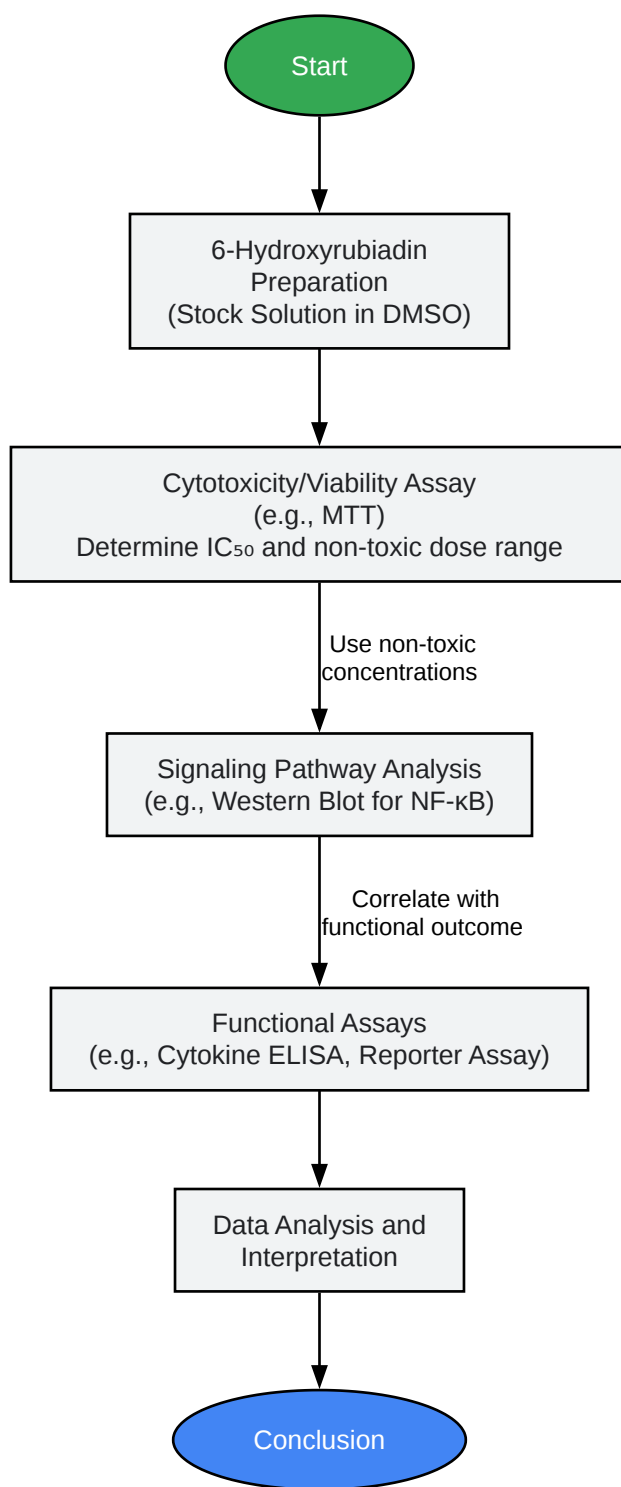 Start
6-Hydroxyrubiadin
Preparation
(Stock Solution in DMSO)
Cytotoxicity/Viability Assay
(e.g., MTT)
Determine IC₅₀ and non-toxic dose range
Use non-toxic
concentrations
Signaling Pathway Analysis
(e.g., Western Blot for NF-κB)
Correlate with
functional outcome
Functional Assays
(e.g., Cytokine ELISA, Reporter Assay)
Data Analysis and
Interpretation
Conclusion